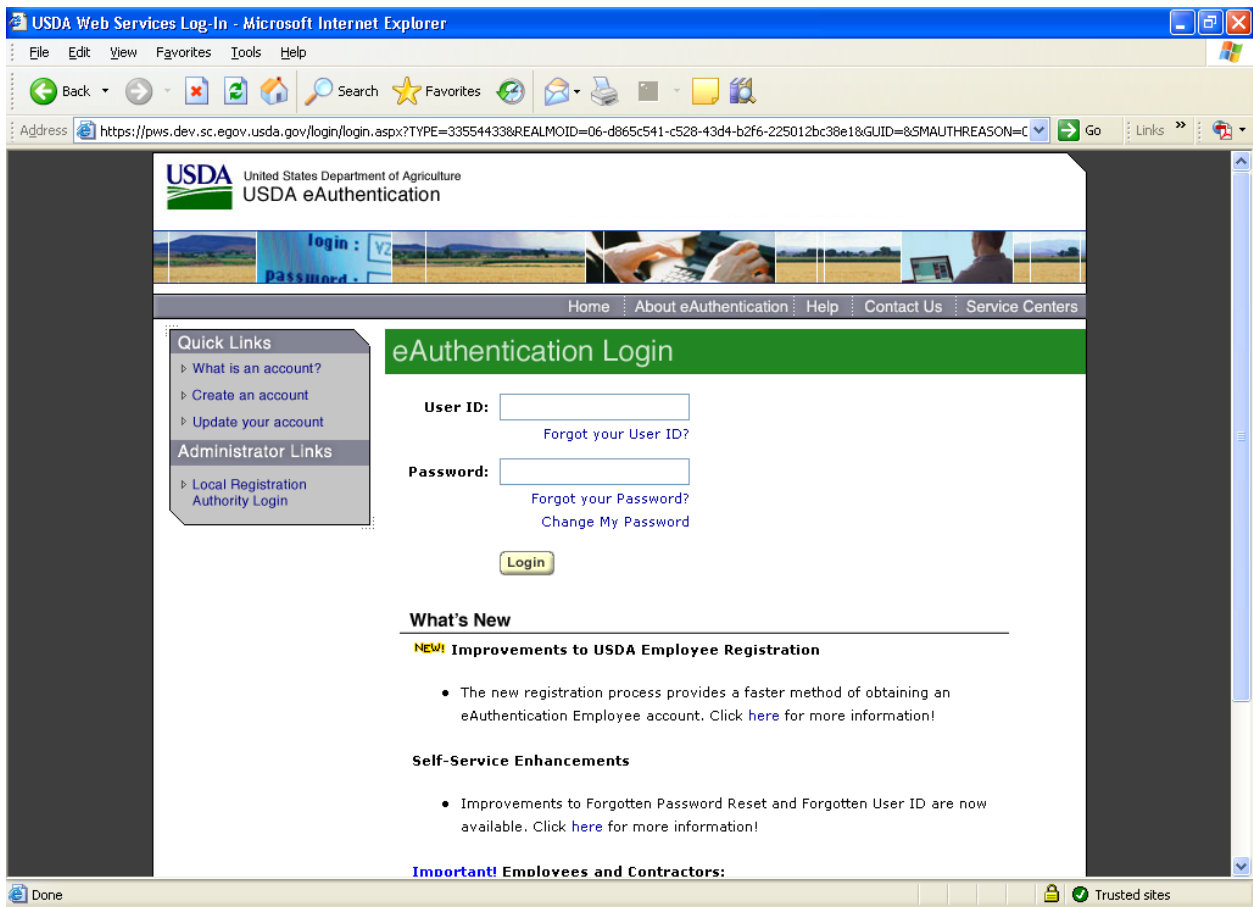 USDA Web Services Log-In - Microsoft Internet Explorer
File Edit View Favorites Tools Help
Back Search Favorites
Address https://pws.dev.sc.egov.usda.gov/login/login.aspx?TYPE=33554433&REALMOID=06-d865c541-c528-43d4-b2f6-225012bc38e1&GUID=&SMAUTHREASON=0 Go Links »
USDA United States Department of Agriculture
USDA eAuthentication
login :
password :
Home About eAuthentication Help Contact Us Service Centers
Quick Links
What is an account?
Create an account
Update your account
Administrator Links
Local Registration
Authority Login
eAuthentication Login
User ID:
Forgot your User ID?
Password:
Forgot your Password?
Change My Password
Login
What's New
NEW! Improvements to USDA Employee Registration
• The new registration process provides a faster method of obtaining an
eAuthentication Employee account. Click here for more information!
Self-Service Enhancements
• Improvements to Forgotten Password Reset and Forgotten User ID are now
available. Click here for more information!
Important! Employees and Contractors:
Done Trusted sites